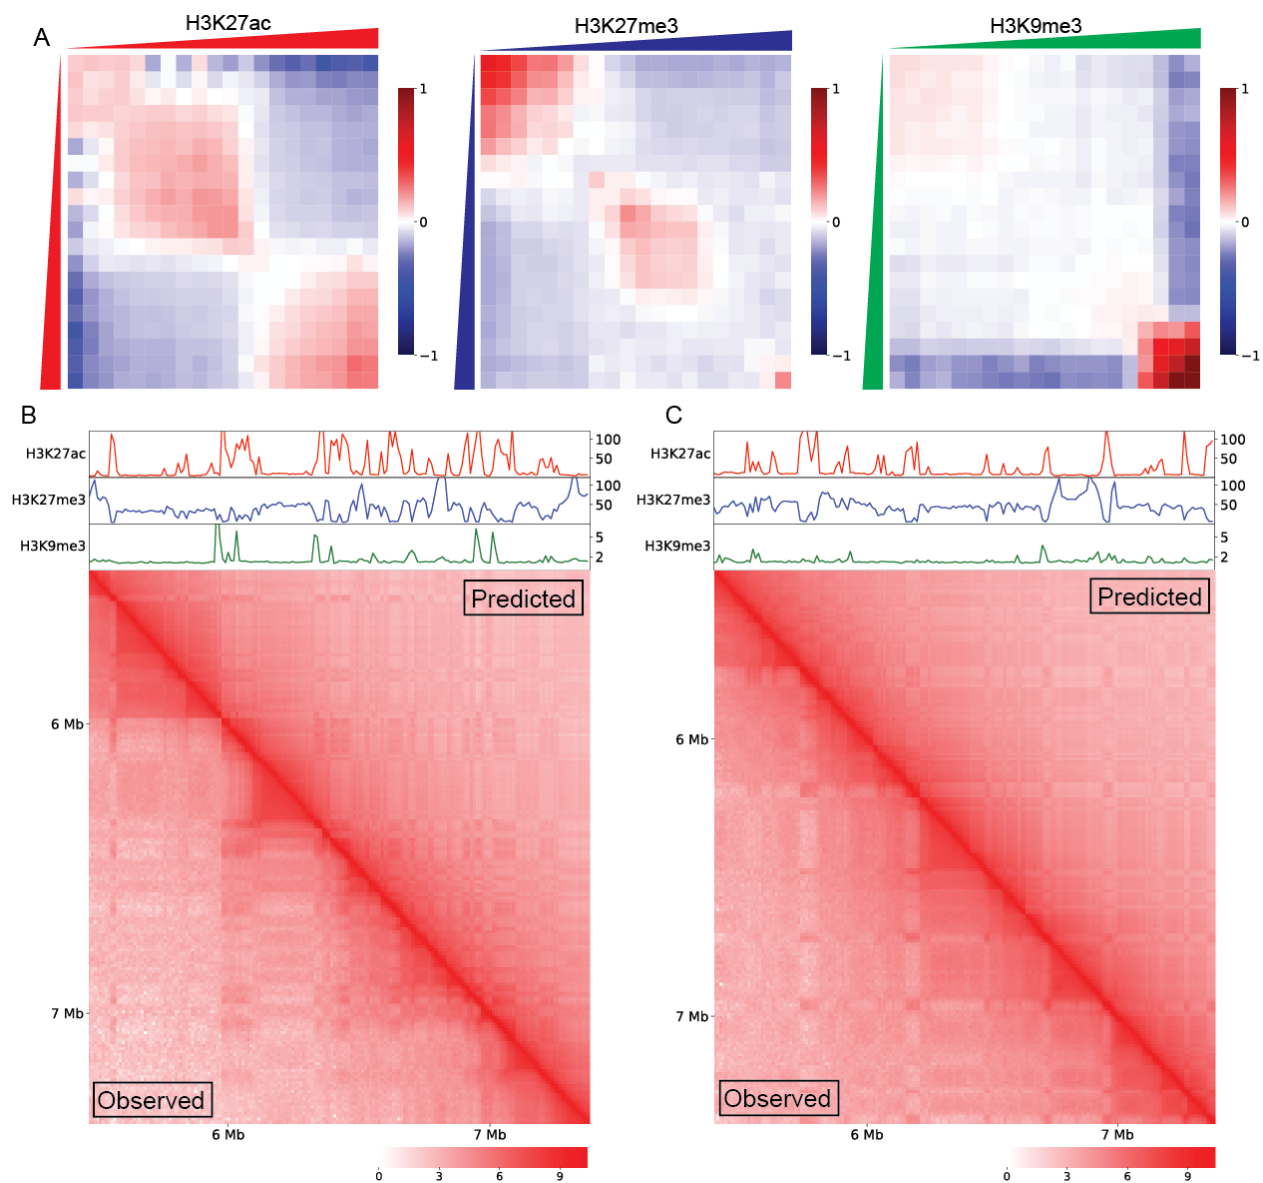 A
H3K27ac
H3K27me3
H3K9me3
1
0
−1
1
0
−1
1
0
−1
B
H3K27ac
100
50
H3K27me3
100
50
H3K9me3
5
2
Predicted
6 Mb
7 Mb
Observed
6 Mb
7 Mb
0
3
6
9
C
H3K27ac
100
50
H3K27me3
100
50
H3K9me3
5
2
Predicted
6 Mb
7 Mb
Observed
6 Mb
7 Mb
0
3
6
9